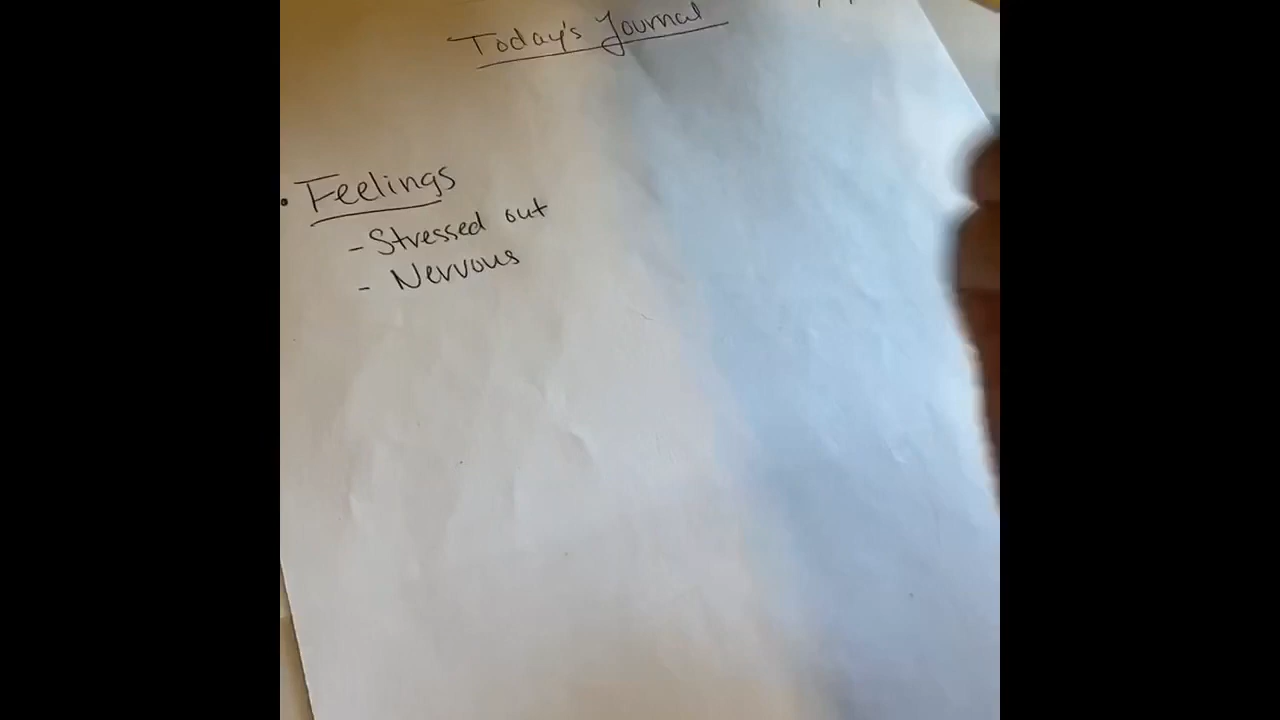 Today's Journal
• Feelings
- Stressed out
- Nervous